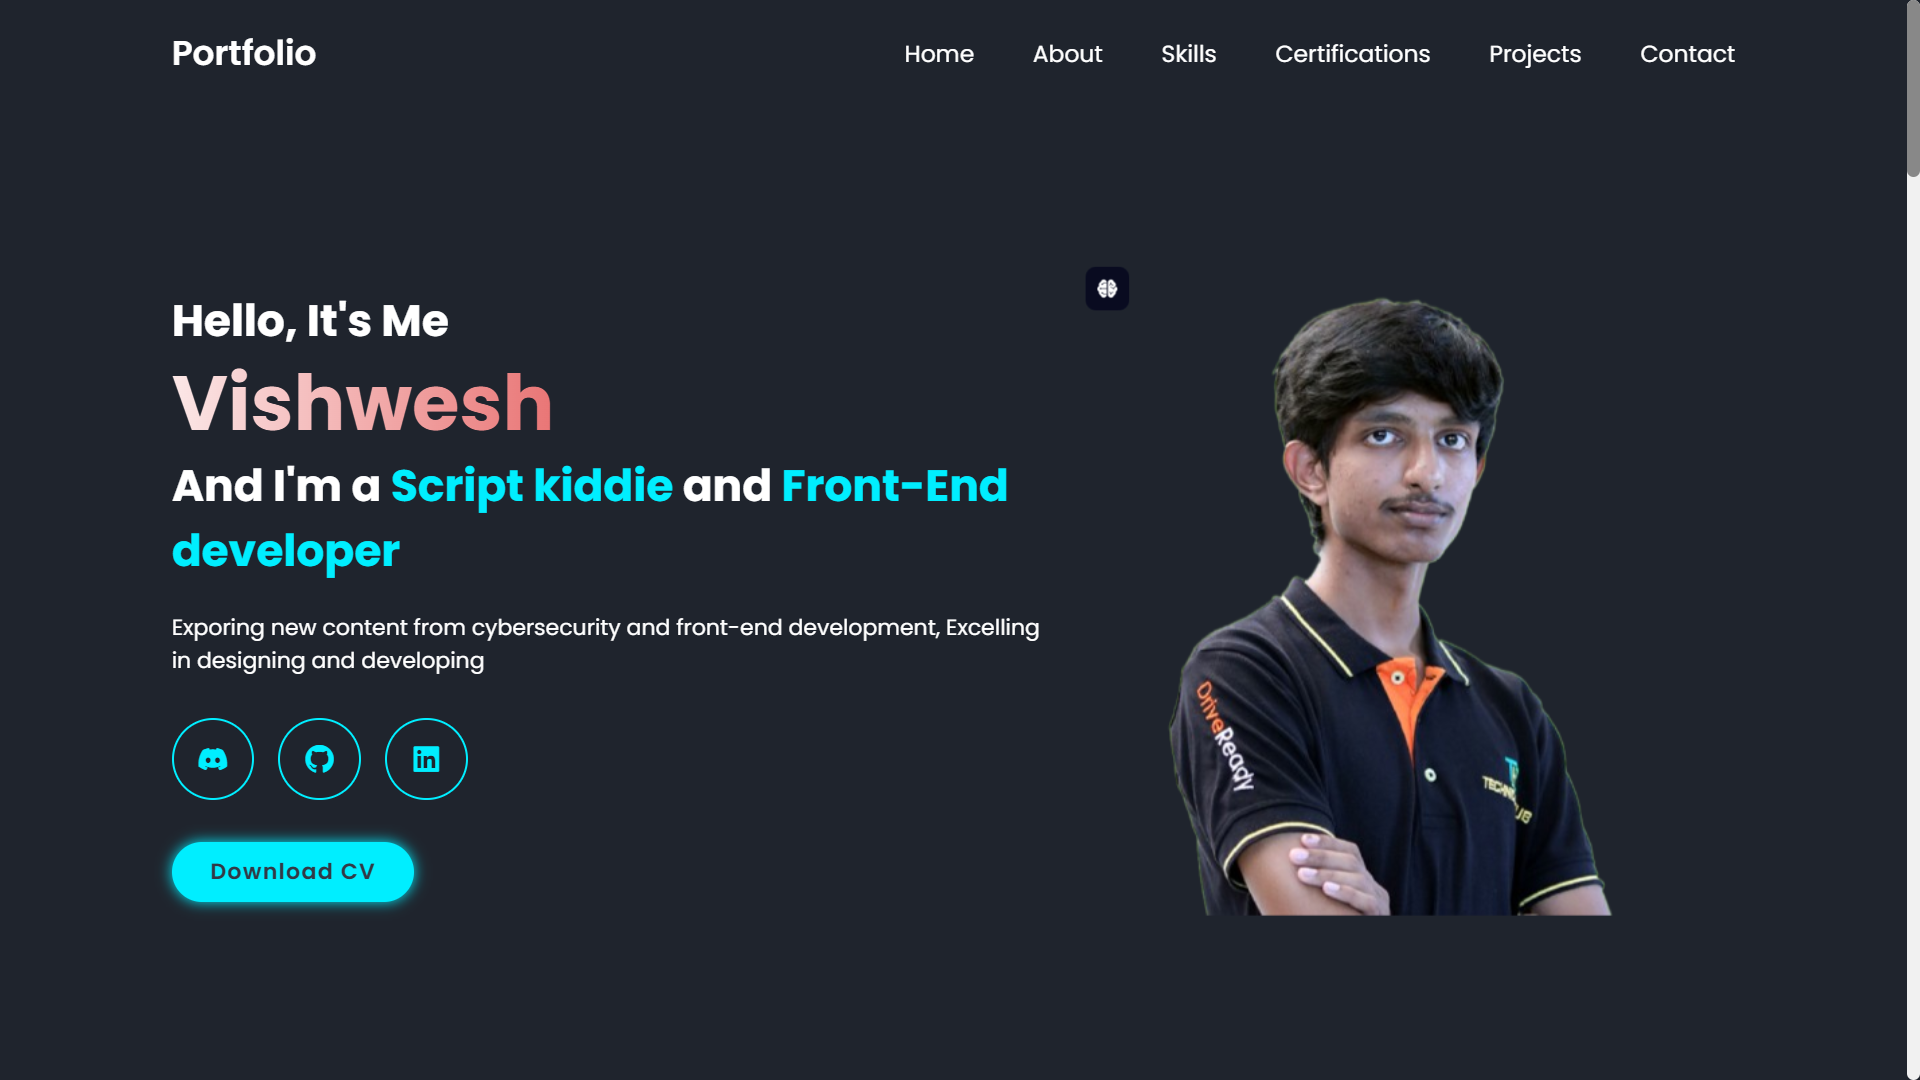 Portfolio
Home About Skills Certifications Projects Contact
Hello, It's Me
Vishwesh
And I'm a Script kiddie and Front-End
developer
Exporing new content from cybersecurity and front-end development, Excelling
in designing and developing
Download CV
DriveReady